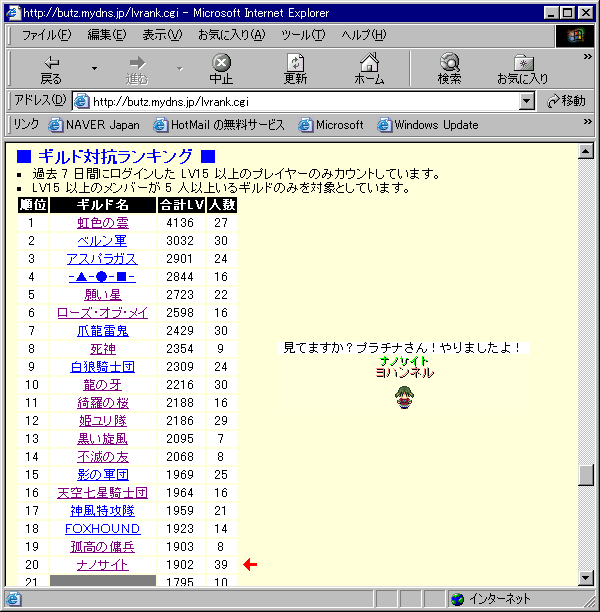 http://butz.mydns.jp/lvrank.cgi - Microsoft Internet Explorer
ファイル(F) 編集(E) 表示(V) お気に入り(A) ツール(T) ヘルプ(H)
戻る 進む 中止 更新 ホーム 検索 お気に入り »
アドレス(D) http://butz.mydns.jp/lvrank.cgi 移動
リンク NAVER Japan HotMail の無料サービス Microsoft Windows Update »
■ ギルド対抗ランキング ■
▪ 過去 7 日間にログインした LV15 以上のプレイヤーのみカウントしています。
▪ LV15 以上のメンバーが 5 人以上いるギルドのみを対象としています。
順位 ギルド名 合計LV 人数
1 虹色の雲 4136 27
2 ベルン軍 3032 30
3 アスパラガス 2901 24
4 -▲-●-■- 2844 16
5 願い星 2723 22
6 ローズ・オブ・メイ 2598 16
7 爪龍雷鬼 2429 30
8 死神 2354 9
9 白狼騎士団 2309 24
10 龍の牙 2216 30
11 綺羅の桜 2188 16
12 姫ユリ隊 2186 29
13 黒い旋風 2095 7
14 不滅の友 2068 8
15 影の軍団 1969 25
16 天空七星騎士団 1964 16
17 神風特攻隊 1959 21
18 FOXHOUND 1923 14
19 孤高の傭兵 1903 8
20 ナノサイト 1902 39
21 1795 10
見てますか?プラチナさん!やりましたよ!
ナノサイト
ヨハンネル
インターネット